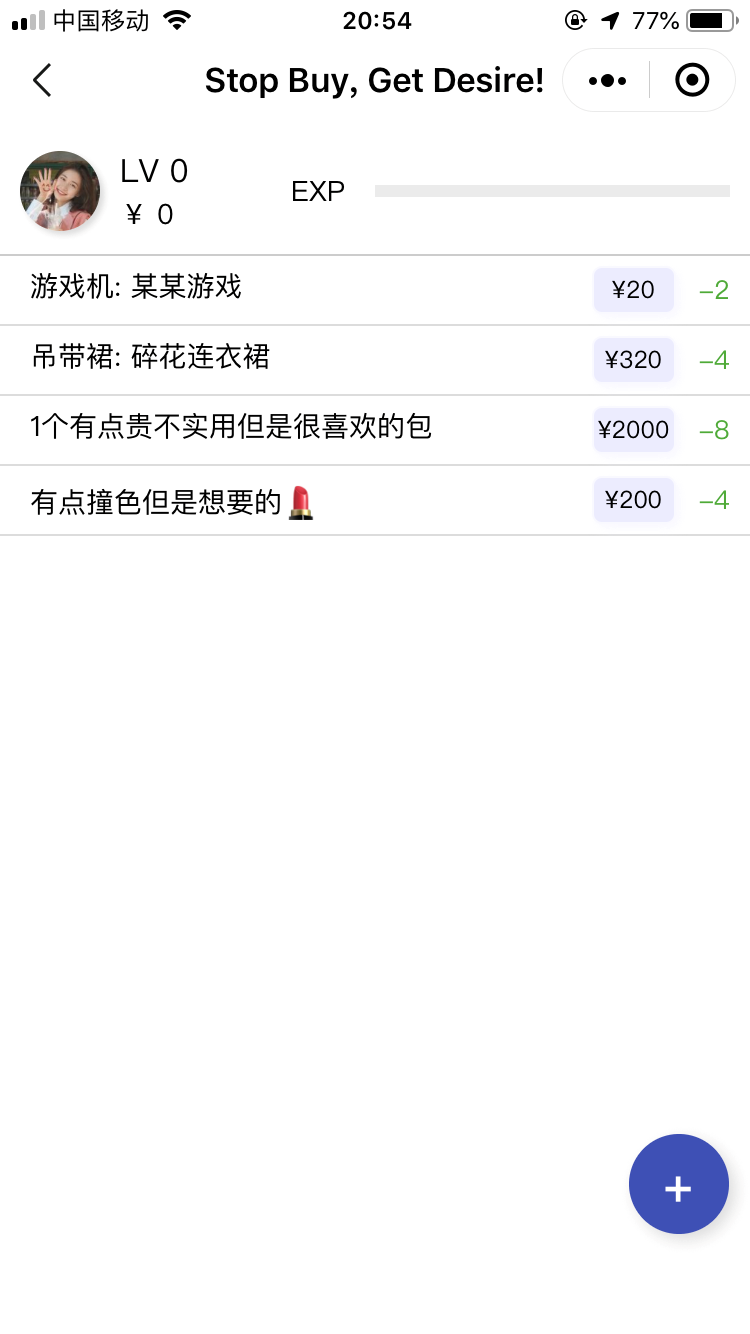 中国移动 20:54 77%
Stop Buy, Get Desire!
LV 0
¥ 0
EXP
游戏机: 某某游戏 ¥20 −2
吊带裙: 碎花连衣裙 ¥320 −4
1个有点贵不实用但是很喜欢的包 ¥2000 −8
有点撞色但是想要的💄 ¥200 −4
+